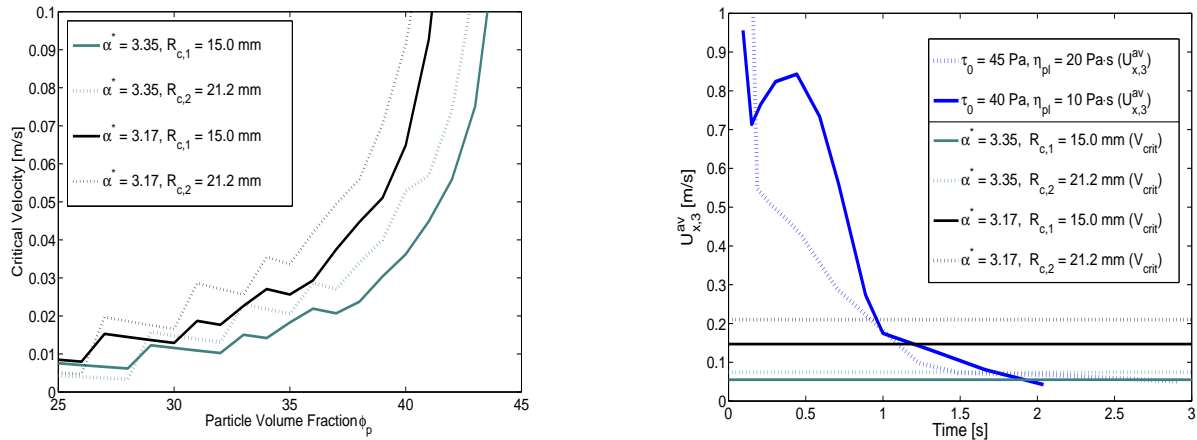 0.1
0.09
0.08
0.07
0.06
0.05
0.04
0.03
0.02
0.01
0
Critical Velocity [m/s]
α* = 3.35, R_c,1 = 15.0 mm
α* = 3.35, R_c,2 = 21.2 mm
α* = 3.17, R_c,1 = 15.0 mm
α* = 3.17, R_c,2 = 21.2 mm
25 30 35 40 45
Particle Volume Fraction ϕ_p
1
0.9
0.8
0.7
0.6
0.5
0.4
0.3
0.2
0.1
0
U_x,3^av [m/s]
τ_0 = 45 Pa, η_pl = 20 Pa·s (U_x,3^av)
τ_0 = 40 Pa, η_pl = 10 Pa·s (U_x,3^av)
α* = 3.35, R_c,1 = 15.0 mm (V_crit)
α* = 3.35, R_c,2 = 21.2 mm (V_crit)
α* = 3.17, R_c,1 = 15.0 mm (V_crit)
α* = 3.17, R_c,2 = 21.2 mm (V_crit)
0 0.5 1 1.5 2 2.5 3
Time [s]